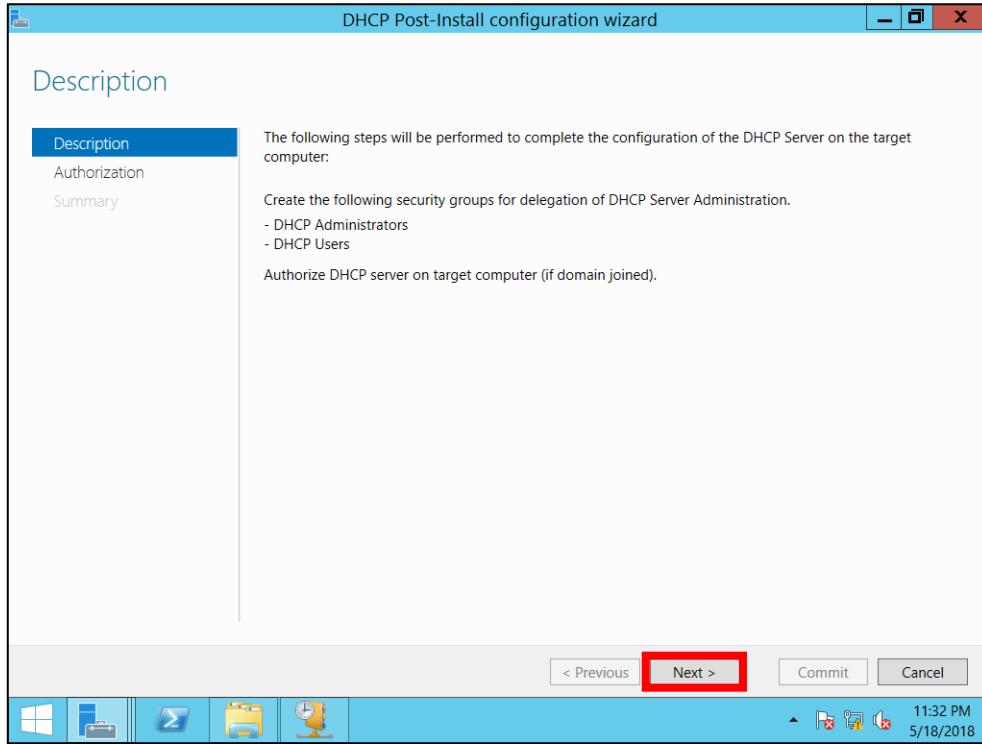 DHCP Post-Install configuration wizard
Description
Description
Authorization
Summary
The following steps will be performed to complete the configuration of the DHCP Server on the target
computer:
Create the following security groups for delegation of DHCP Server Administration.
- DHCP Administrators
- DHCP Users
Authorize DHCP server on target computer (if domain joined).
< Previous
Next >
Commit
Cancel
11:32 PM
5/18/2018